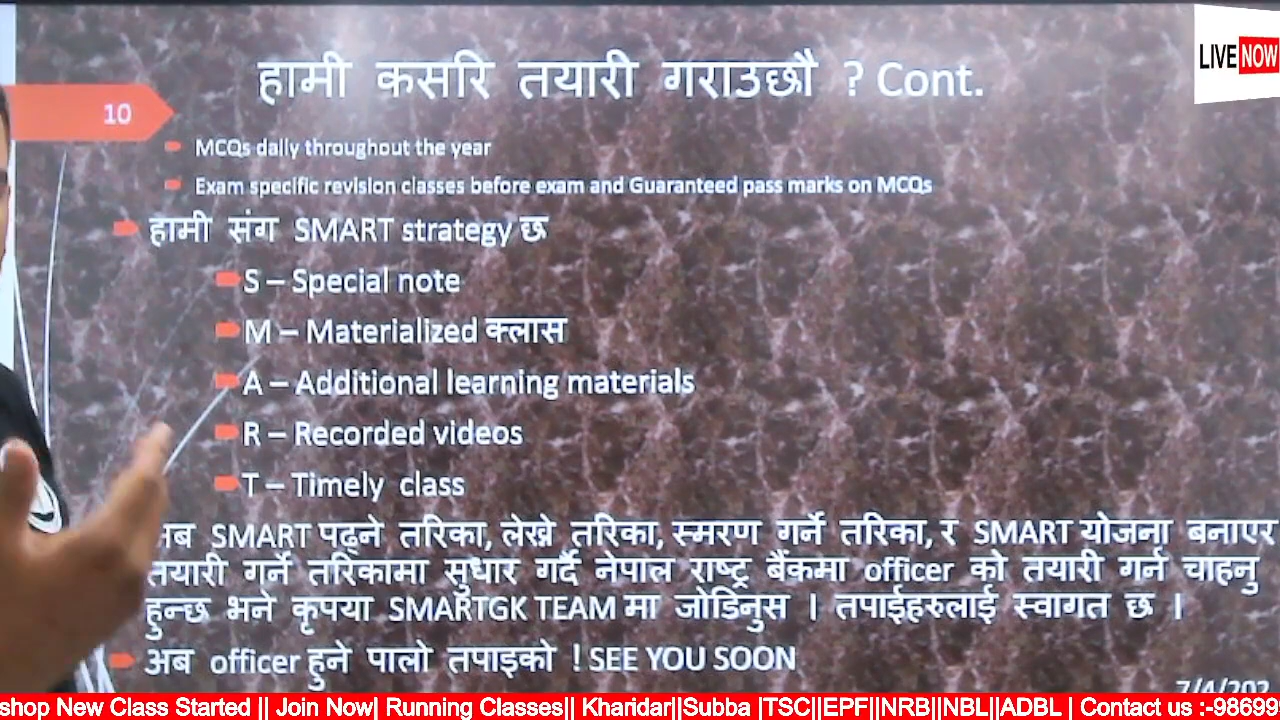 हामी कसरि तयारी गराउछौ ? Cont.
LIVE NOW
10
MCQs daily throughout the year
Exam specific revision classes before exam and Guaranteed pass marks on MCQs
हामी संग SMART strategy छ
S – Special note
M – Materialized क्लास
A – Additional learning materials
R – Recorded videos
T – Timely class
SMART पढ्ने तरिका, लेख्ने तरिका, स्मरण गर्ने तरिका, र SMART योजना बनाएर
तयारी गर्ने तरिकामा सुधार गर्दै नेपाल राष्ट्र बैंकमा officer को तयारी गर्न चाहनु
हुन्छ भने कृपया SMARTGK TEAM मा जोडिनुस । तपाईहरुलाई स्वागत छ ।
अब officer हुने पालो तपाइको ! SEE YOU SOON
7/4/202
shop New Class Started || Join Now| Running Classes|| Kharidar||Subba |TSC||EPF||NRB||NBL||ADBL | Contact us :-98699